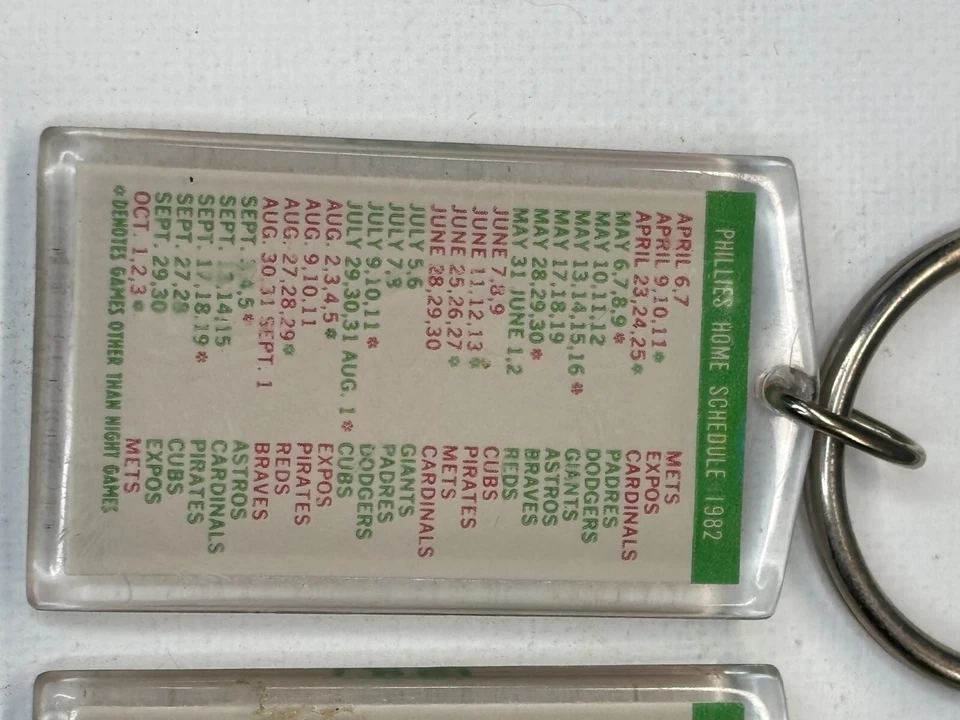 PHILLIES HOME SCHEDULE 1982
APRIL 6,7 METS
APRIL 9,10,11* EXPOS
APRIL 23,24,25* CARDINALS
MAY 6,7,8,9* PADRES
MAY 10,11,12 DODGERS
MAY 13,14,15,16* GIANTS
MAY 17,18,19 ASTROS
MAY 28,29,30* BRAVES
MAY 31 JUNE 1,2 REDS
JUNE 7,8,9 CUBS
JUNE 11,12,13* PIRATES
JUNE 25,26,27* METS
JUNE 28,29,30 CARDINALS
JULY 5,6 GIANTS
JULY 7,8 PADRES
JULY 9,10,11* DODGERS
JULY 29,30,31 AUG. 1* CUBS
AUG. 2,3,4,5* EXPOS
AUG. 9,10,11 PIRATES
AUG. 27,28,29* REDS
AUG. 30,31 SEPT. 1 BRAVES
SEPT. 4,5* ASTROS
SEPT. 14,15 CARDINALS
SEPT. 17,18,19* PIRATES
SEPT. 27,28 CUBS
SEPT. 29,30 EXPOS
OCT. 1,2,3* METS
*DENOTES GAMES OTHER THAN NIGHT GAMES